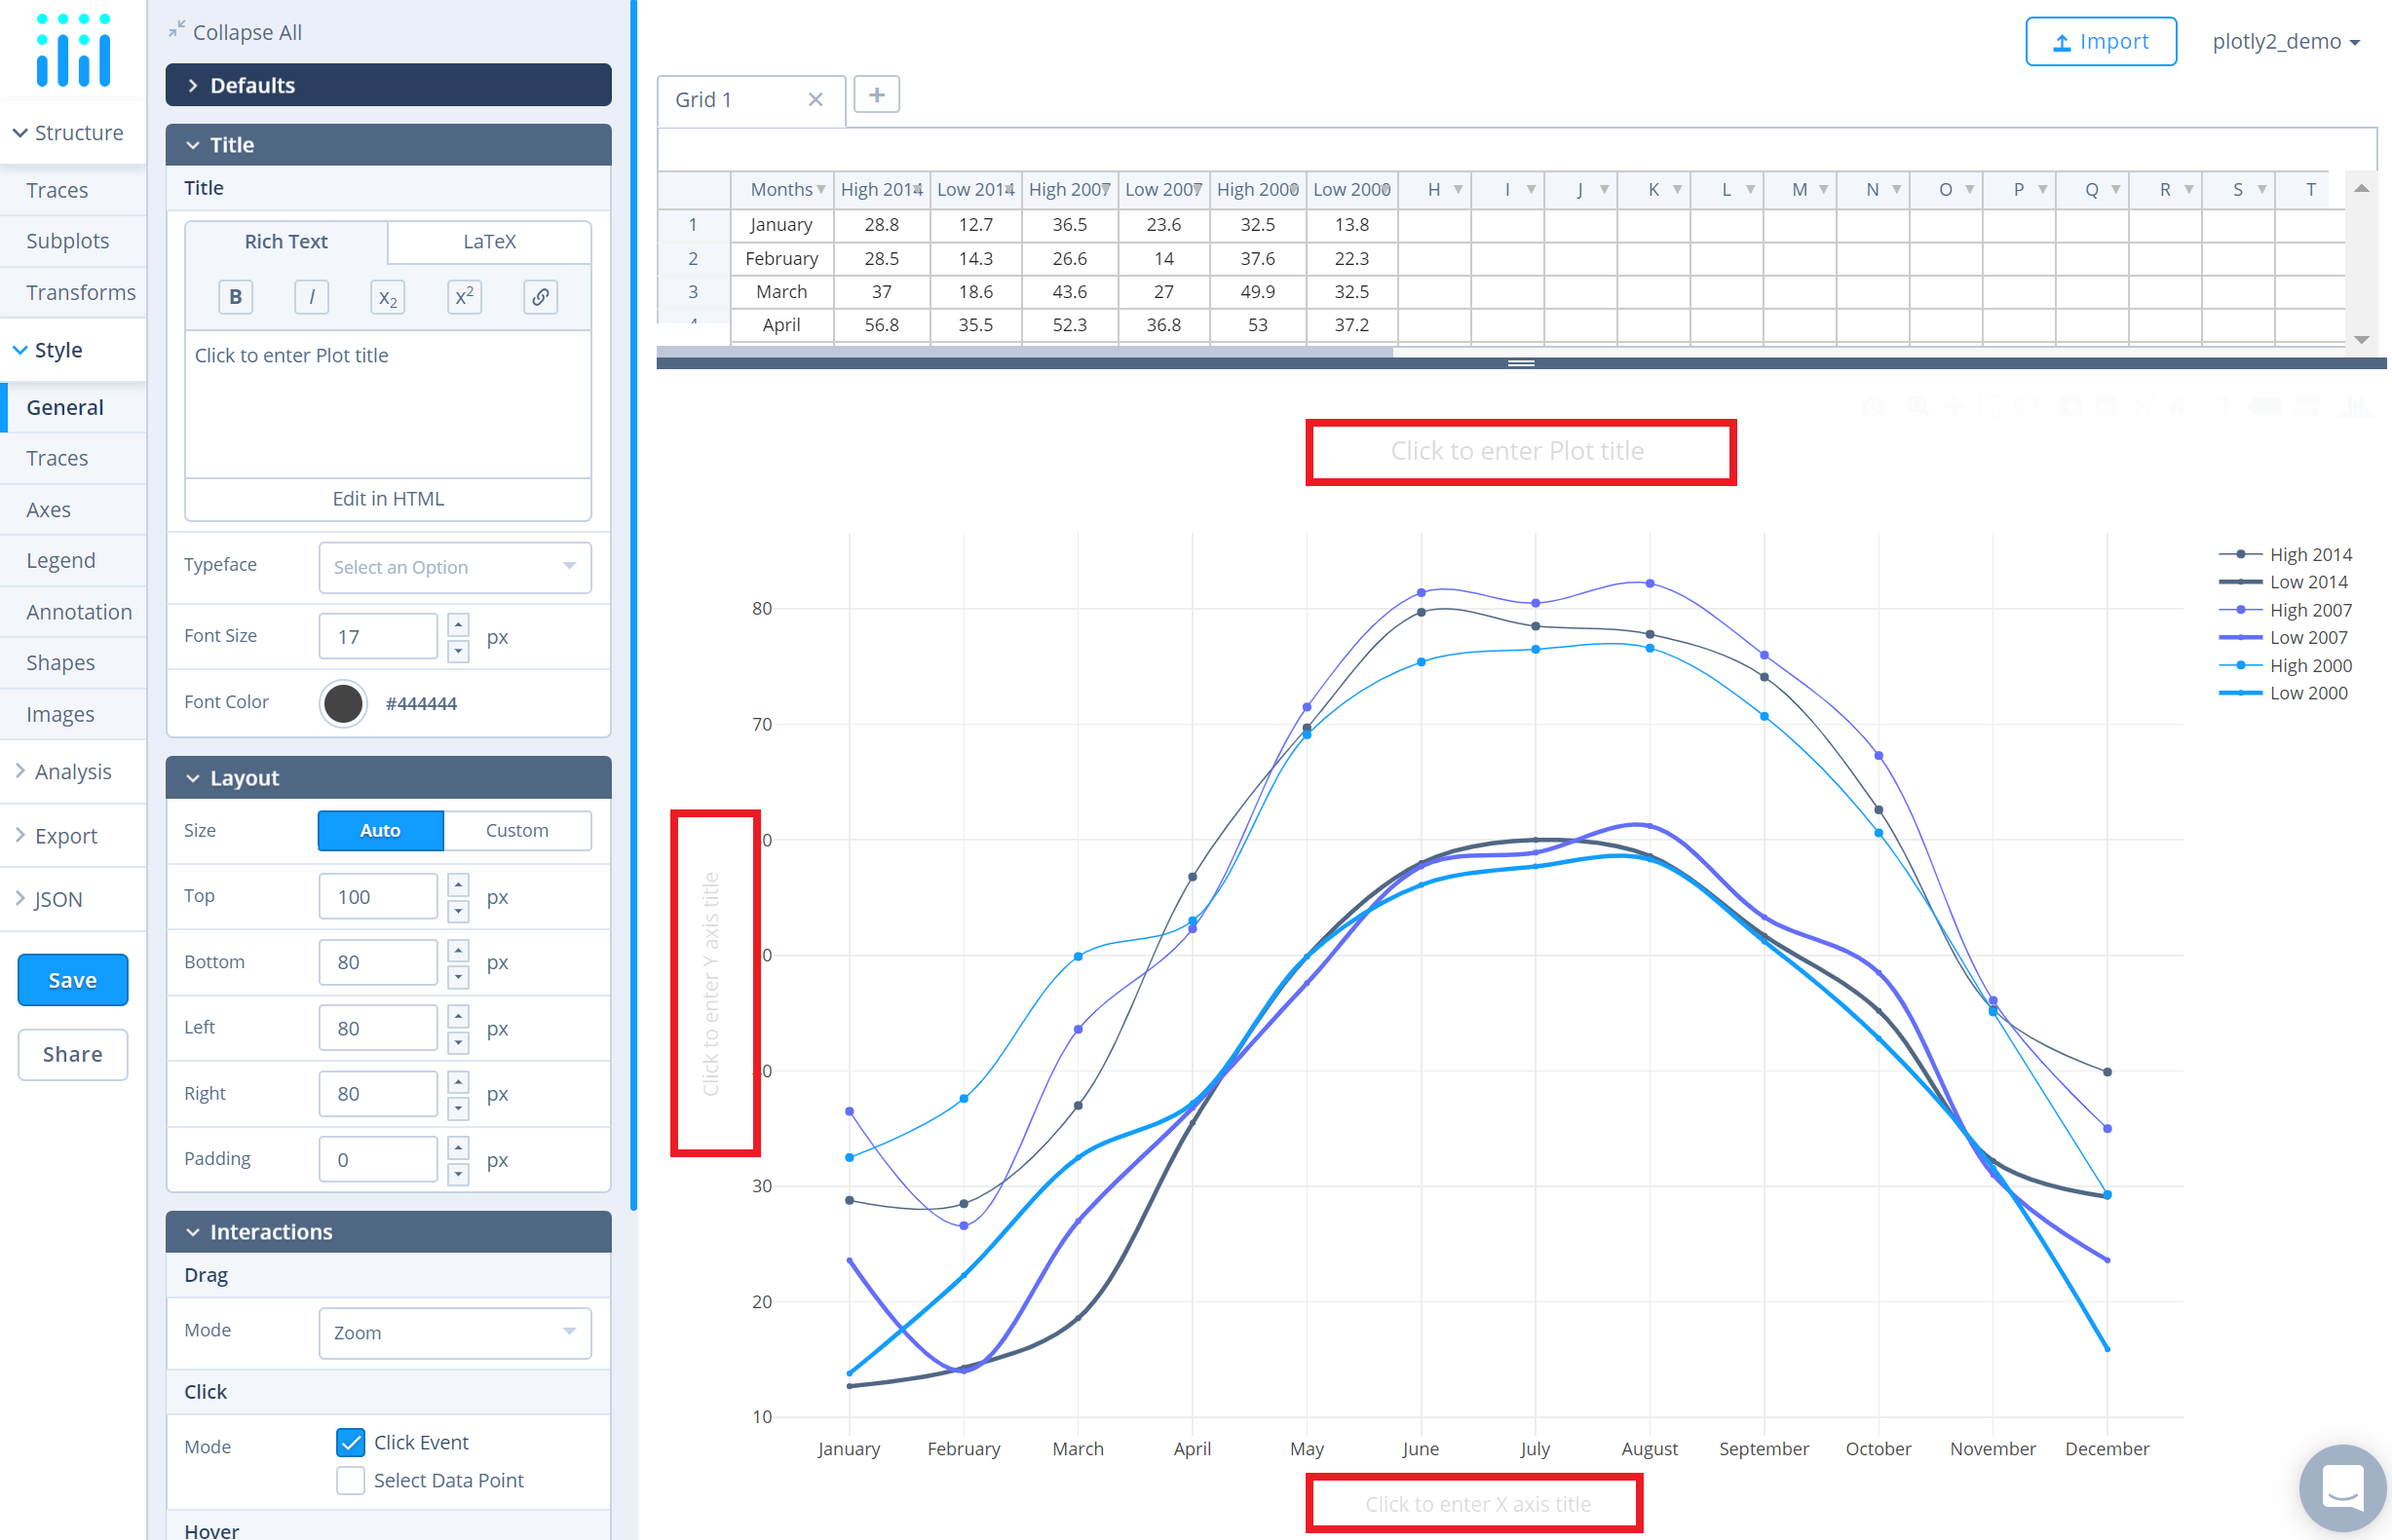 Collapse All
Defaults
Title
Title
Rich Text LaTeX
B I x2 x2
Click to enter Plot title
Edit in HTML
Typeface Select an Option
Font Size 17 px
Font Color #444444
Layout
Size Auto Custom
Top 100 px
Bottom 80 px
Left 80 px
Right 80 px
Padding 0 px
Interactions
Drag
Mode Zoom
Click
Mode Click Event
Select Data Point
Hover
Structure
Traces
Subplots
Transforms
Style
General
Traces
Axes
Legend
Annotation
Shapes
Images
Analysis
Export
JSON
Save
Share
Import plotly2_demo
Grid 1
Months High 2014 Low 2014 High 2007 Low 2007 High 2000 Low 2000 H I J K L M N O P Q R S T
1 January 28.8 12.7 36.5 23.6 32.5 13.8
2 February 28.5 14.3 26.6 14 37.6 22.3
3 March 37 18.6 43.6 27 49.9 32.5
April 56.8 35.5 52.3 36.8 53 37.2
Click to enter Plot title
High 2014
Low 2014
High 2007
Low 2007
High 2000
Low 2000
Click to enter Y axis title
80
70
0
0
0
30
20
10
January February March April May June July August September October November December
Click to enter X axis title